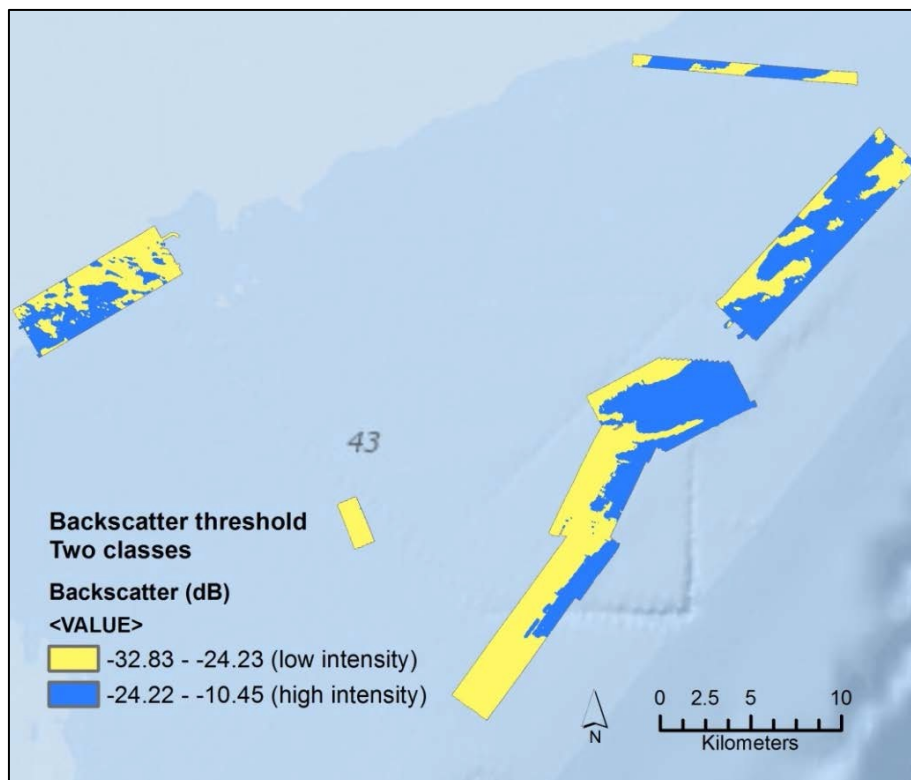 43
Backscatter threshold
Two classes
Backscatter (dB)
<VALUE>
-32.83 - -24.23 (low intensity)
-24.22 - -10.45 (high intensity)
N
0 2.5 5 10
Kilometers